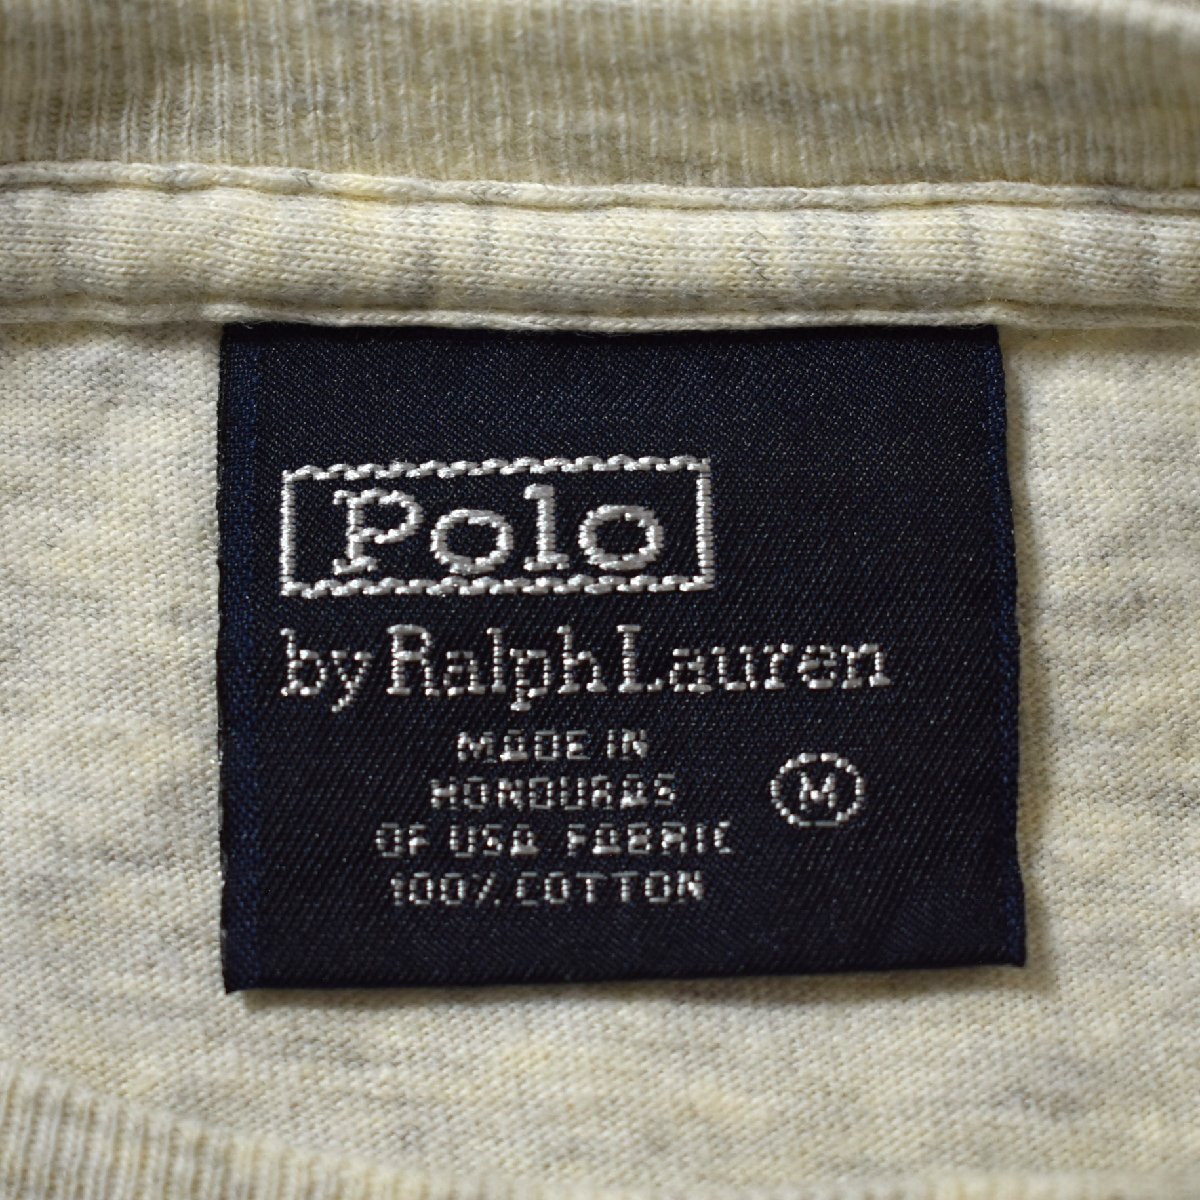 Polo
by Ralph Lauren
MADE IN
HONDURAS
OF USA FABRIC
100% COTTON
M